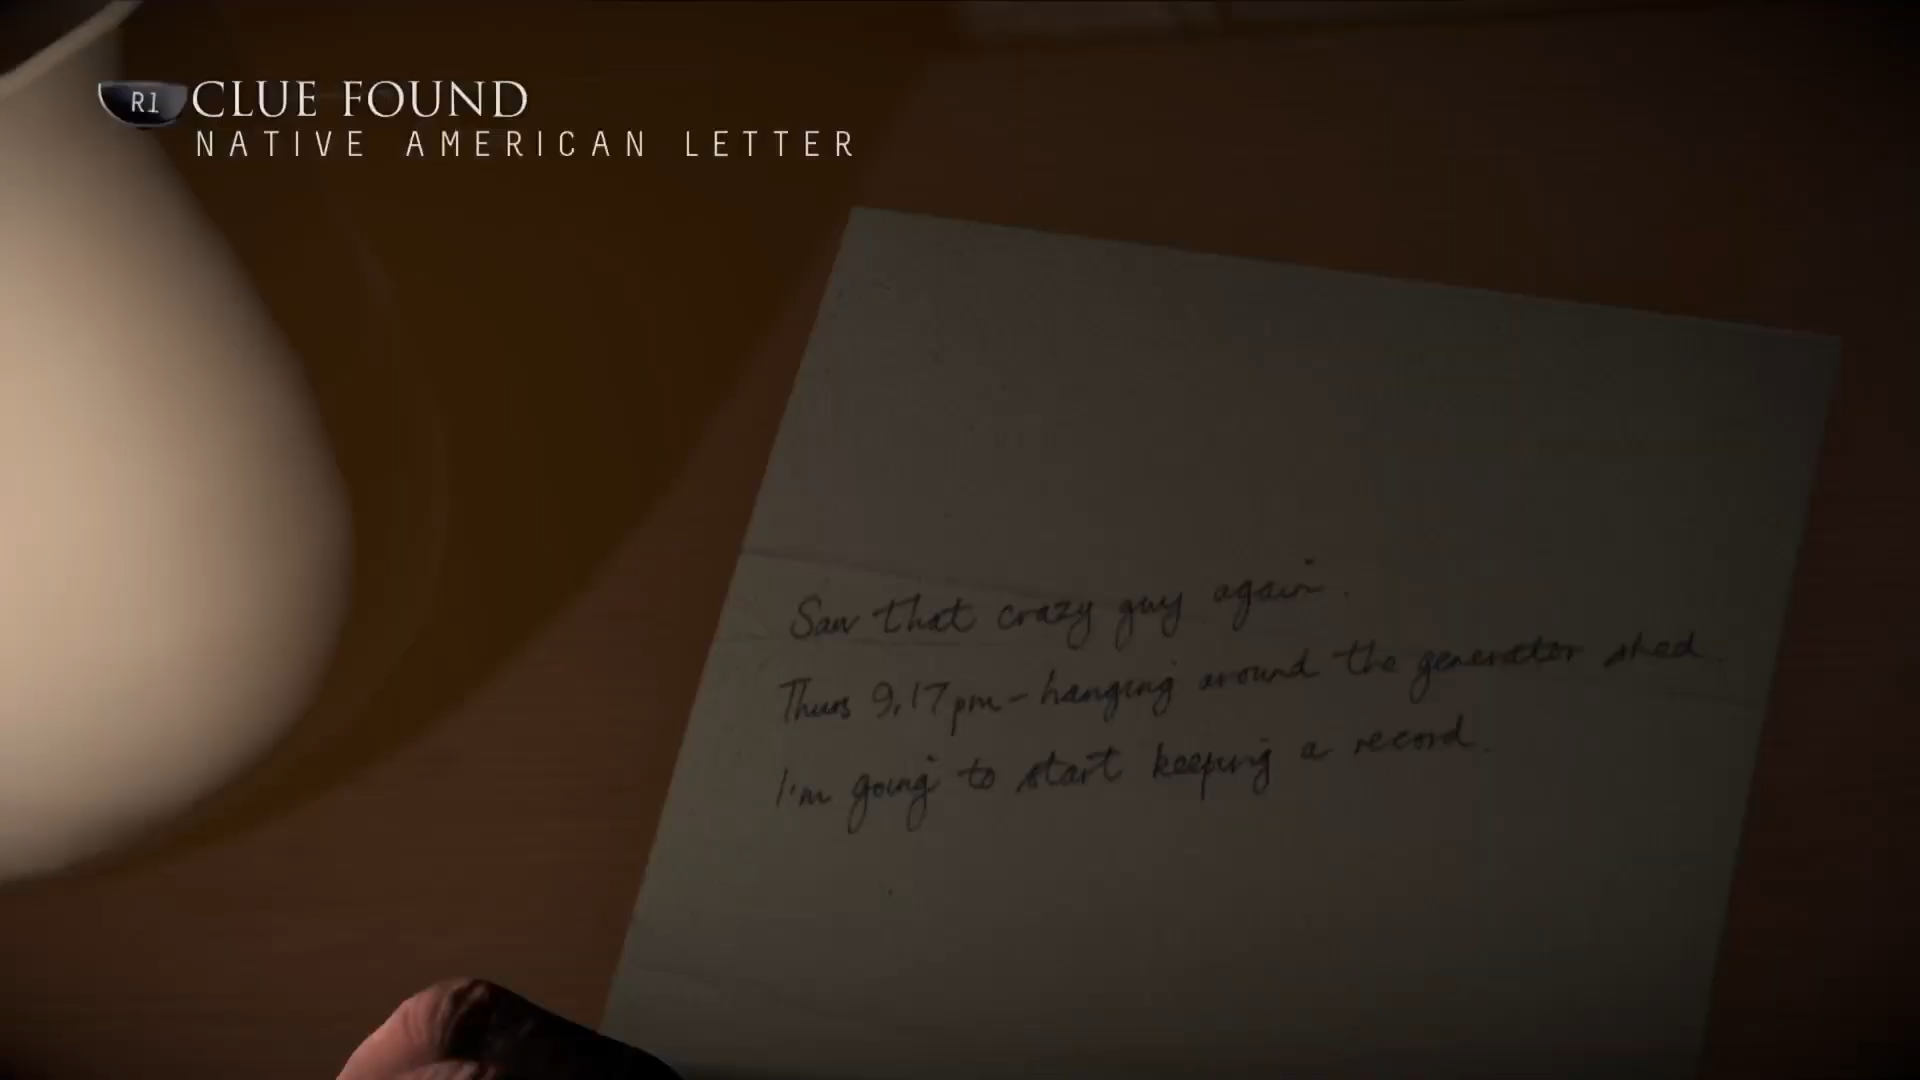 R1 CLUE FOUND
NATIVE AMERICAN LETTER
Saw that crazy guy again.
Thurs 9.17pm - hanging around the generator shed.
I'm going to start keeping a record.